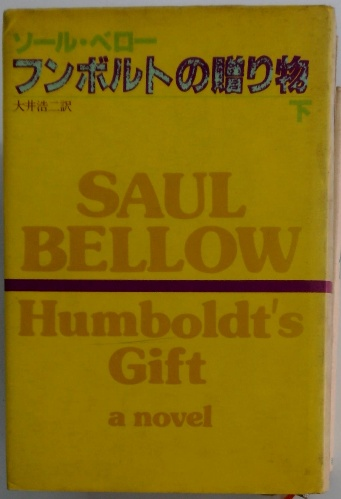 ソール・ベロー
フンボルトの贈り物
下
大井浩二訳
SAUL
BELLOW
Humboldt's
Gift
a novel